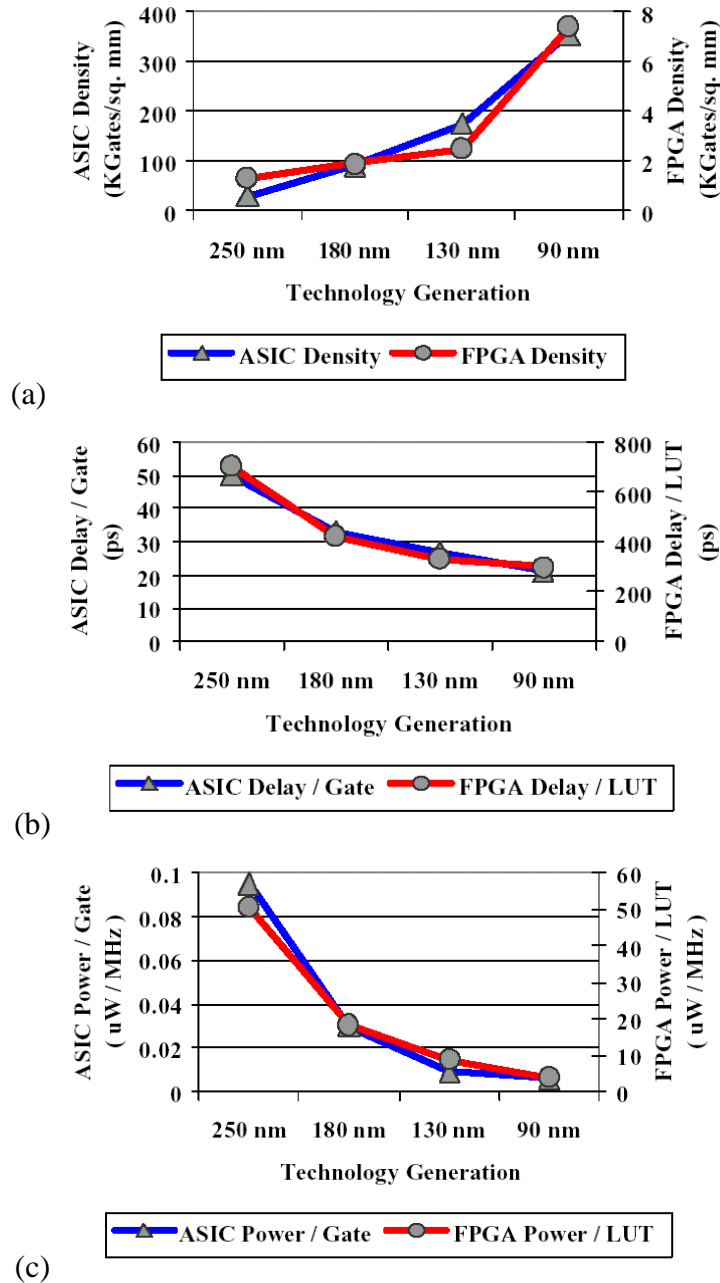 400
300
200
100
0
8
6
4
2
0
ASIC Density
(KGates/sq. mm)
FPGA Density
(KGates/sq. mm)
250 nm 180 nm 130 nm 90 nm
Technology Generation
ASIC Density FPGA Density
(a)
60
50
40
30
20
10
0
800
600
400
200
0
ASIC Delay / Gate
(ps)
FPGA Delay / LUT
(ps)
250 nm 180 nm 130 nm 90 nm
Technology Generation
ASIC Delay / Gate FPGA Delay / LUT
(b)
0.1
0.08
0.06
0.04
0.02
0
60
50
40
30
20
10
0
ASIC Power / Gate
( uW / MHz )
FPGA Power / LUT
( uW / MHz )
250 nm 180 nm 130 nm 90 nm
Technology Generation
ASIC Power / Gate FPGA Power / LUT
(c)